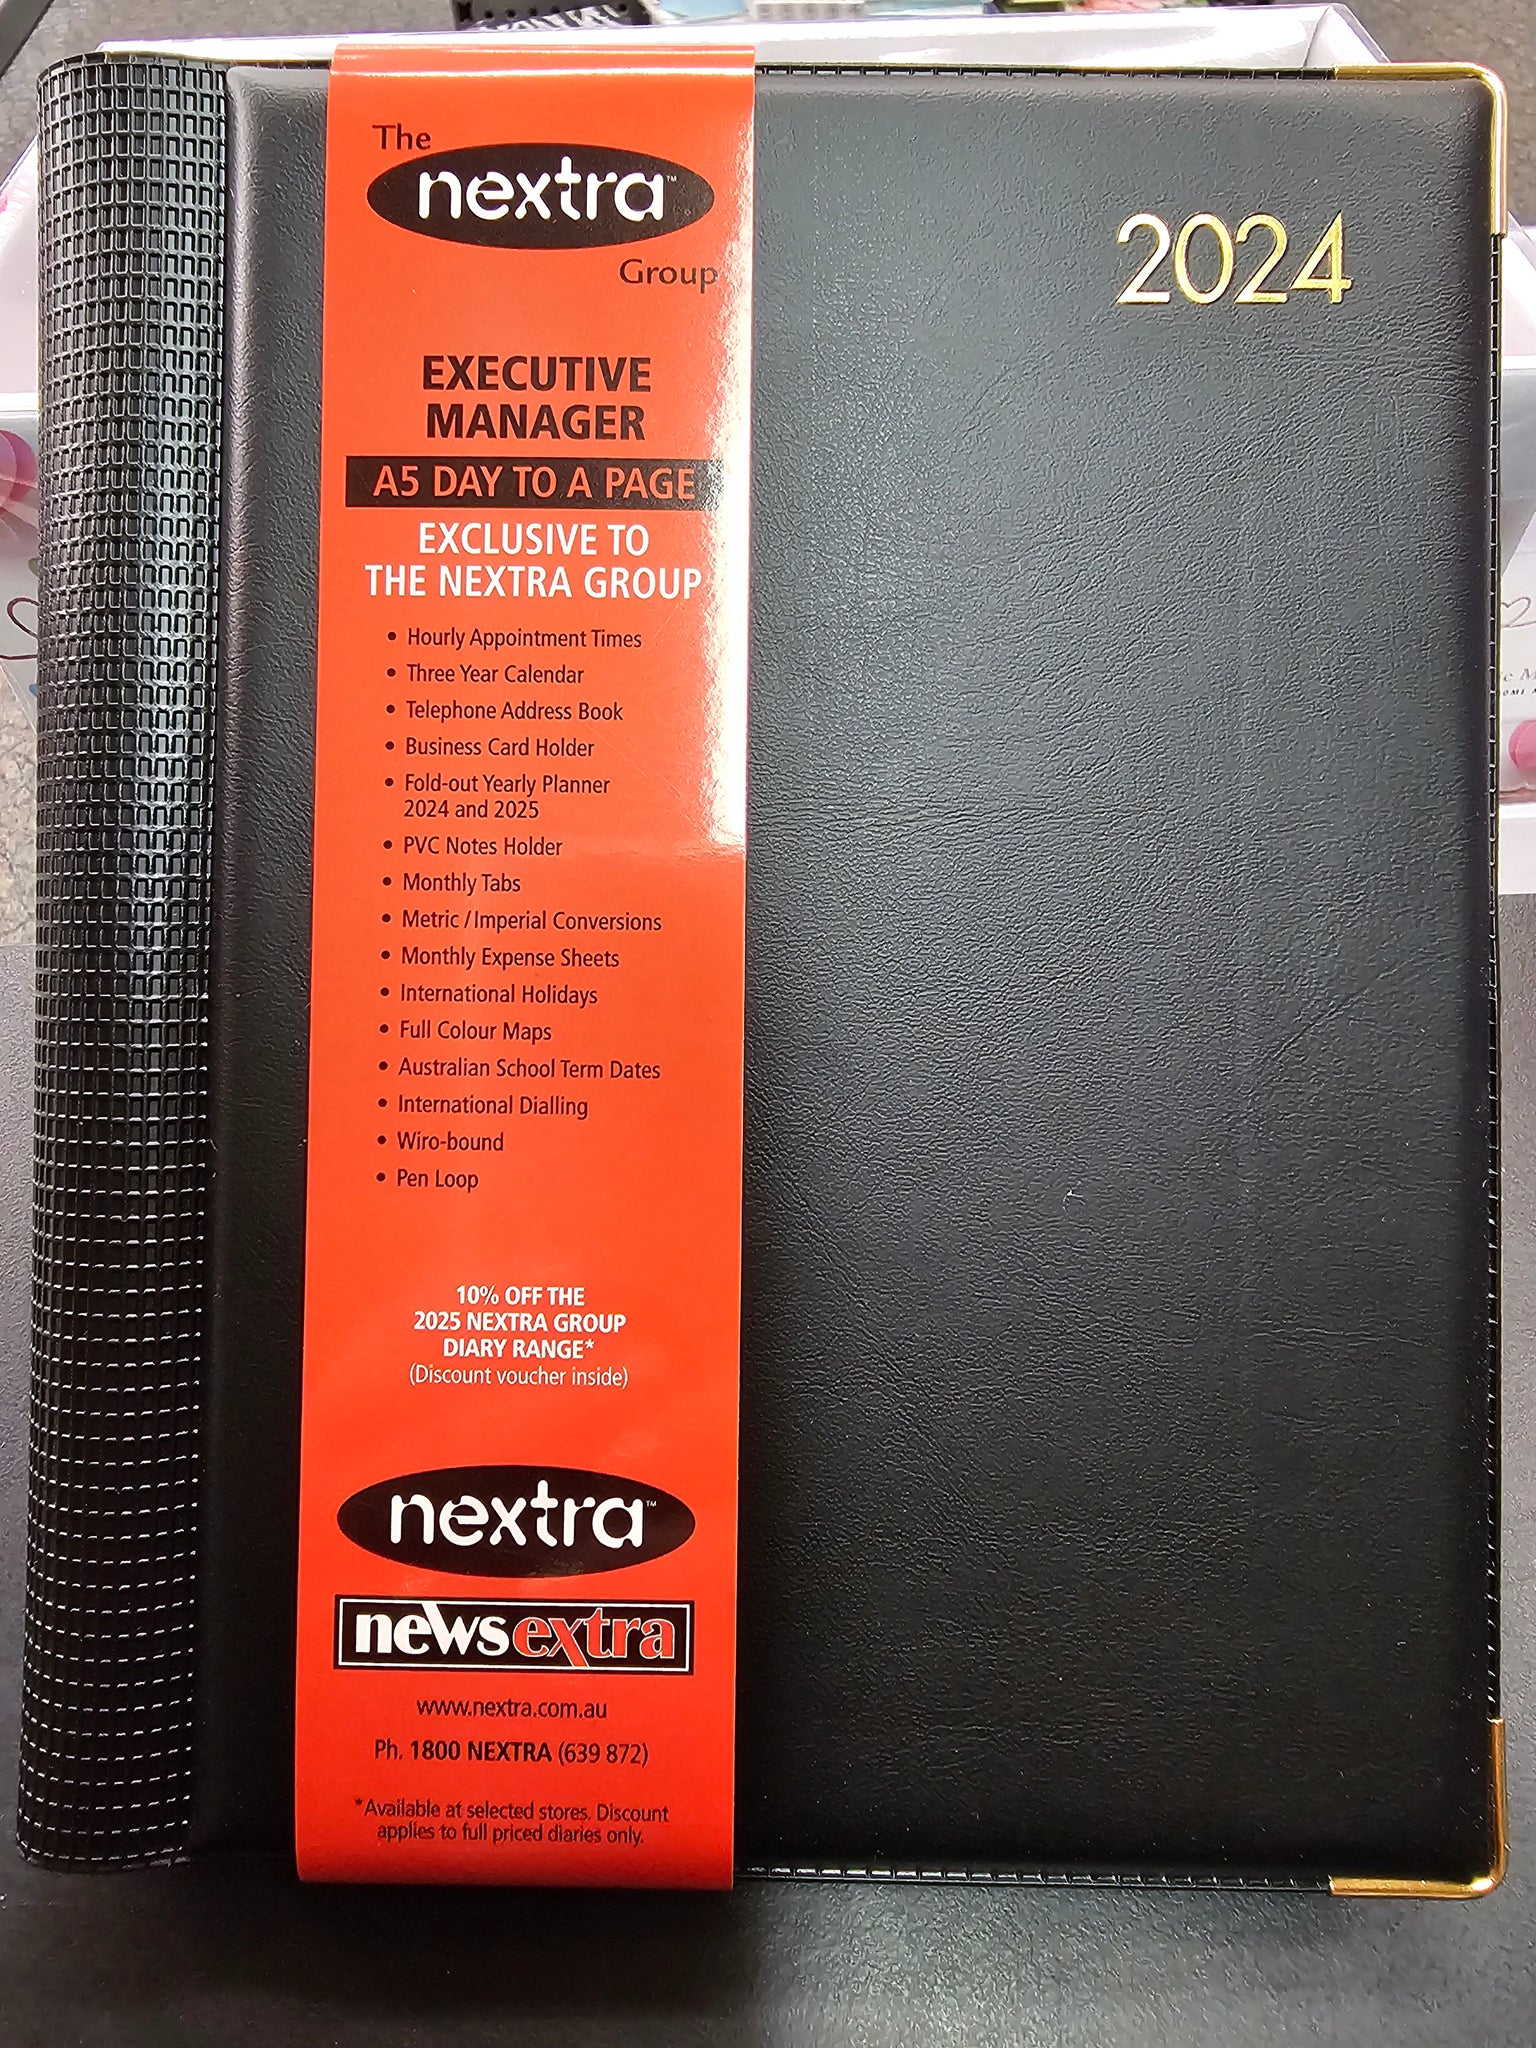 The
nextra™
Group
2024
EXECUTIVE
MANAGER
A5 DAY TO A PAGE
EXCLUSIVE TO
THE NEXTRA GROUP
• Hourly Appointment Times
• Three Year Calendar
• Telephone Address Book
• Business Card Holder
• Fold-out Yearly Planner
2024 and 2025
• PVC Notes Holder
• Monthly Tabs
• Metric / Imperial Conversions
• Monthly Expense Sheets
• International Holidays
• Full Colour Maps
• Australian School Term Dates
• International Dialling
• Wiro-bound
• Pen Loop
10% OFF THE
2025 NEXTRA GROUP
DIARY RANGE*
(Discount voucher inside)
nextra™
newsextra
www.nextra.com.au
Ph. 1800 NEXTRA (639 872)
*Available at selected stores. Discount
applies to full priced diaries only.